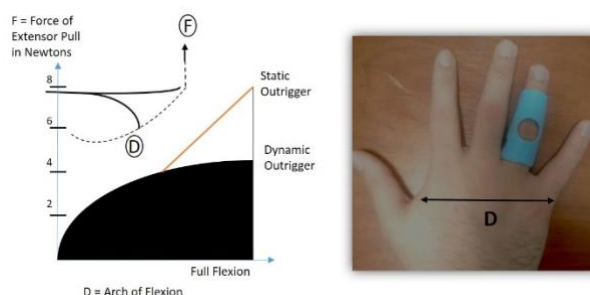 F = Force of
Extensor Pull
in Newtons
F
8
6
4
2
D
Static
Outrigger
Dynamic
Outrigger
Full Flexion
D = Arch of Flexion
D